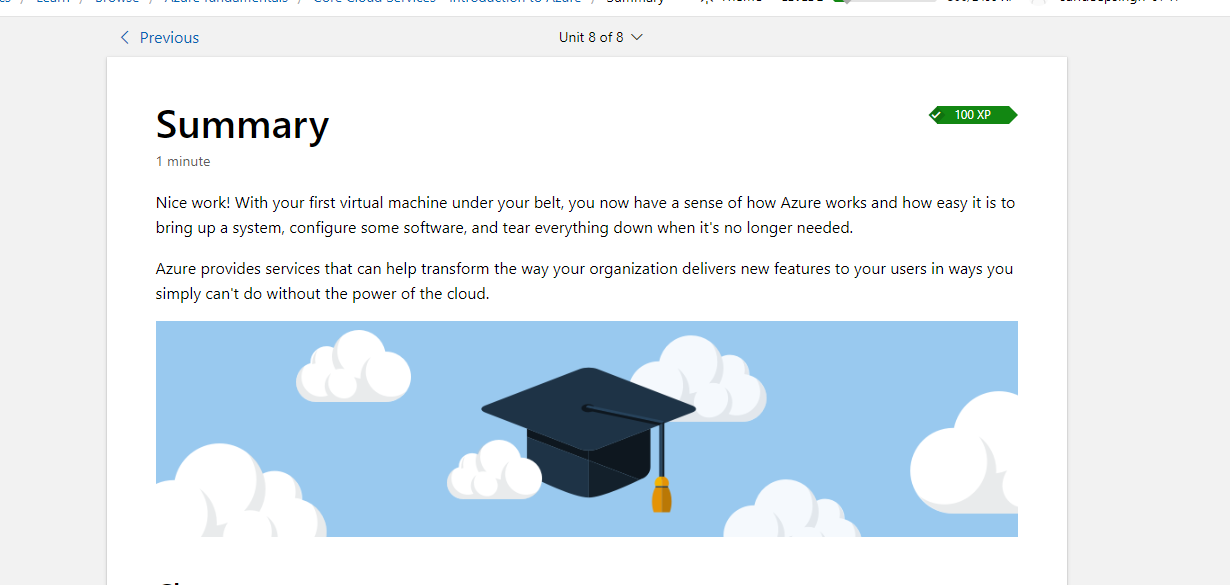 Learn / Browse / Azure fundamentals / Core Cloud Services - Introduction to Azure / Summary Theme
Previous
Unit 8 of 8
Summary
100 XP
1 minute
Nice work! With your first virtual machine under your belt, you now have a sense of how Azure works and how easy it is to
bring up a system, configure some software, and tear everything down when it's no longer needed.
Azure provides services that can help transform the way your organization delivers new features to your users in ways you
simply can't do without the power of the cloud.